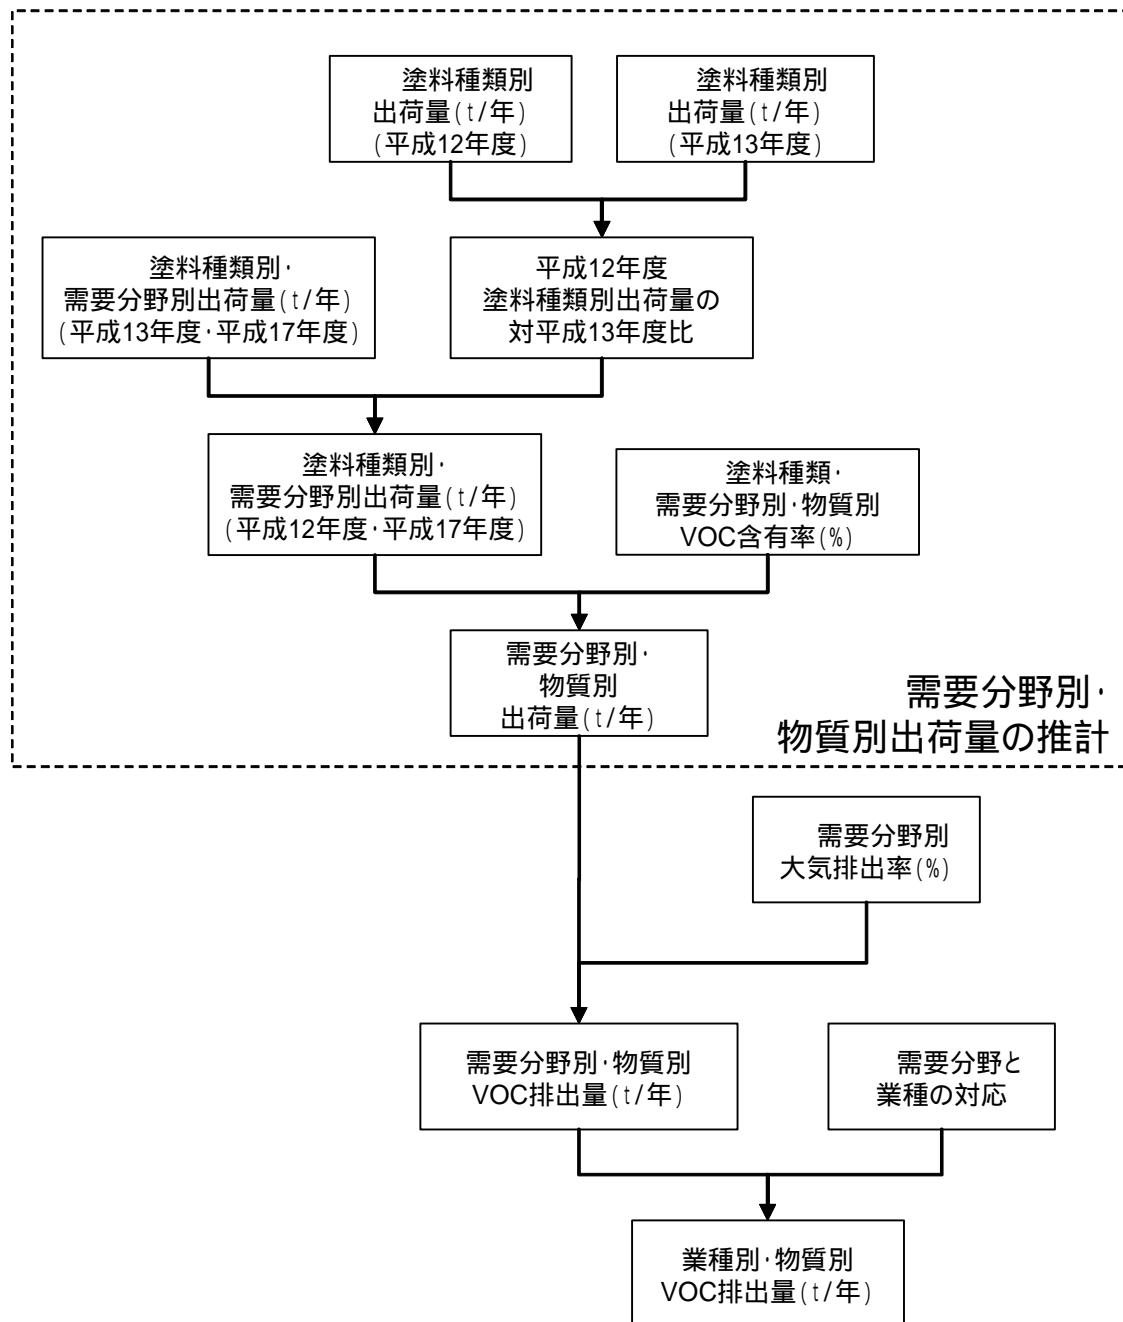 塗料種類別
出荷量(t/年)
(平成12年度)
塗料種類別
出荷量(t/年)
(平成13年度)
塗料種類別・
需要分野別出荷量(t/年)
(平成13年度・平成17年度)
平成12年度
塗料種類別出荷量の
対平成13年度比
塗料種類別・
需要分野別出荷量(t/年)
(平成12年度・平成17年度)
塗料種類・
需要分野別・物質別
VOC含有率(%)
需要分野別・
物質別
出荷量(t/年)
需要分野別・
物質別出荷量の推計
需要分野別
大気排出率(%)
需要分野別・物質別
VOC排出量(t/年)
需要分野と
業種の対応
業種別・物質別
VOC排出量(t/年)